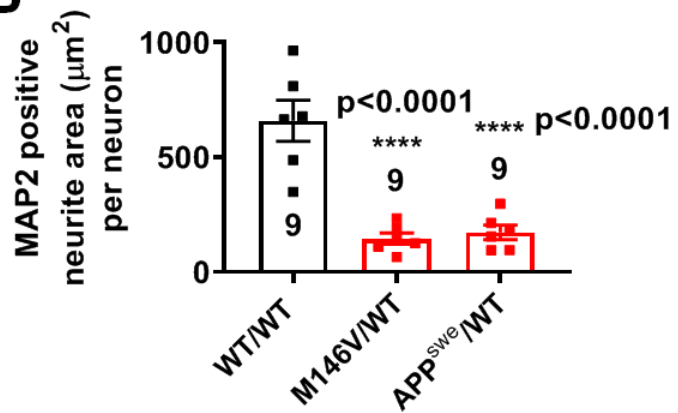 MAP2 positive
neurite area (μm²)
per neuron
1000
500
0
p<0.0001
****
9
**** p<0.0001
9
9
WT/WT
M146V/WT
APPˢʷᵉ/WT